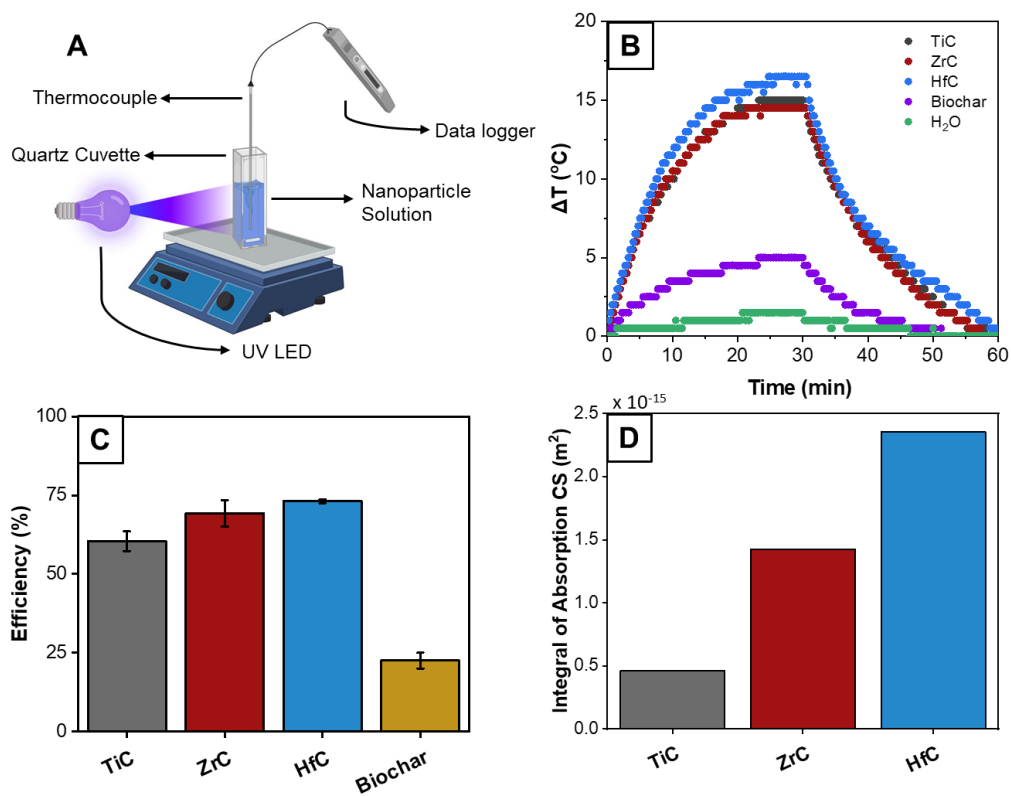 A
Thermocouple
Data logger
Quartz Cuvette
Nanoparticle
Solution
UV LED
B
TiC
ZrC
HfC
Biochar
H₂O
20
15
10
5
0
ΔT (°C)
0 10 20 30 40 50 60
Time (min)
C
100
75
50
25
0
Efficiency (%)
TiC ZrC HfC Biochar
D
x 10⁻¹⁵
2.5
2.0
1.5
1.0
0.5
0.0
Integral of Absorption CS (m²)
TiC ZrC HfC